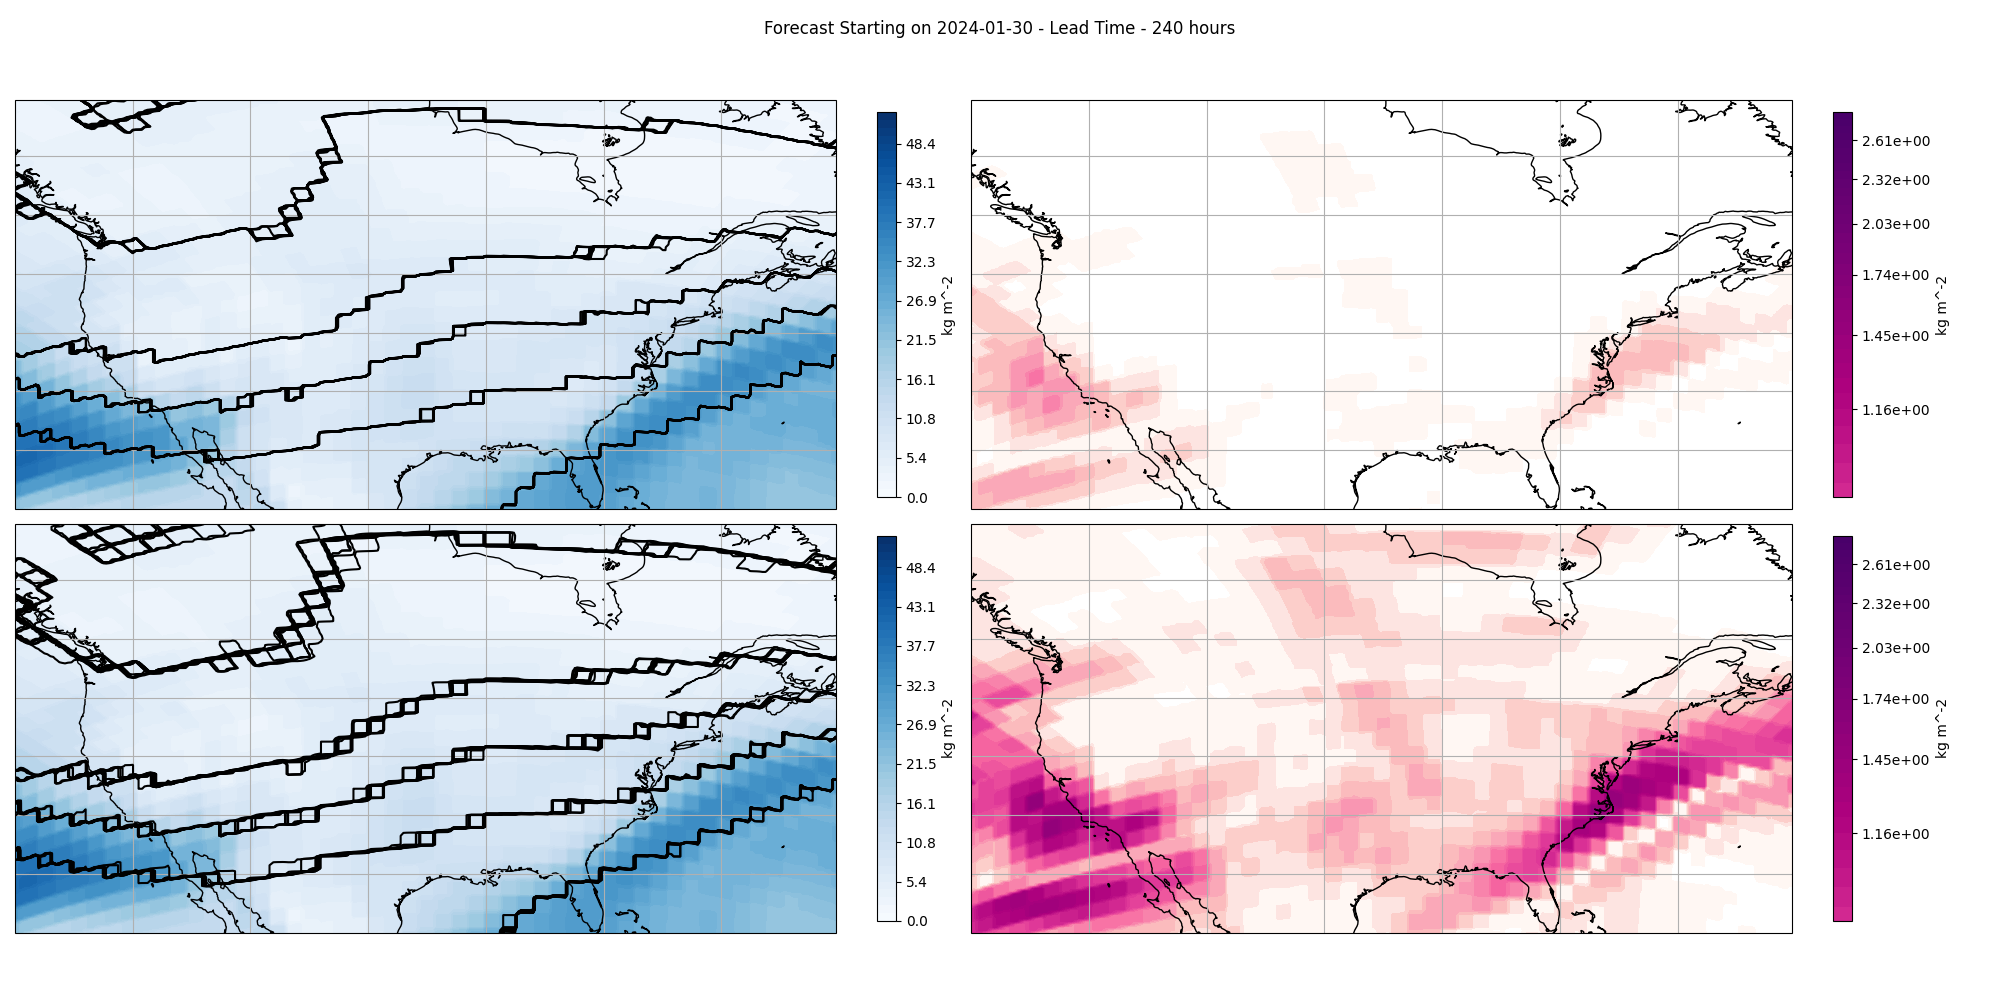 Forecast Starting on 2024-01-30 - Lead Time - 240 hours
48.4
43.1
37.7
32.3
26.9
21.5
16.1
10.8
5.4
0.0
kg m^-2
2.61e+00
2.32e+00
2.03e+00
1.74e+00
1.45e+00
1.16e+00
kg m^-2
48.4
43.1
37.7
32.3
26.9
21.5
16.1
10.8
5.4
0.0
kg m^-2
2.61e+00
2.32e+00
2.03e+00
1.74e+00
1.45e+00
1.16e+00
kg m^-2